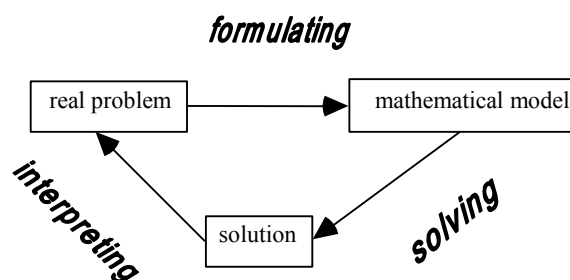 formulating
real problem
mathematical model
interpreting
solution
solving